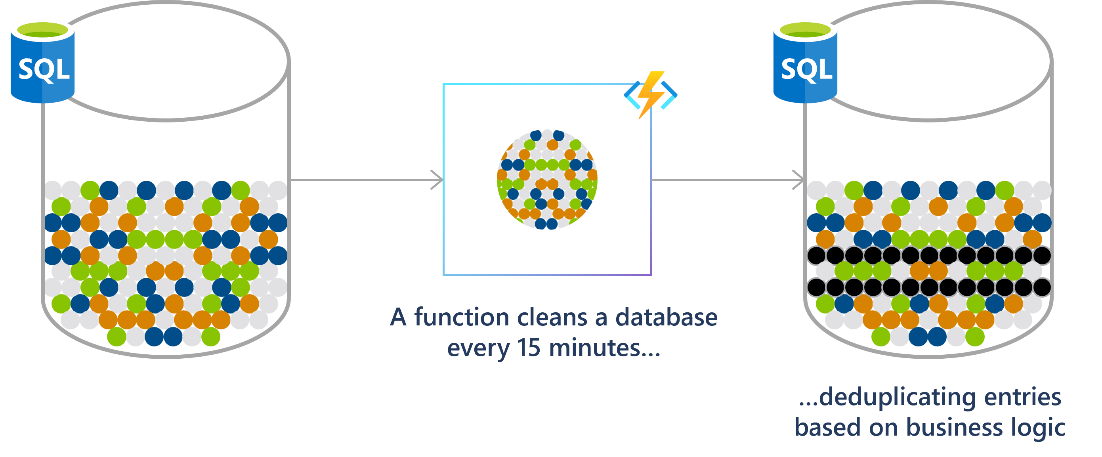 SQL
SQL
A function cleans a database
every 15 minutes...
...deduplicating entries
based on business logic